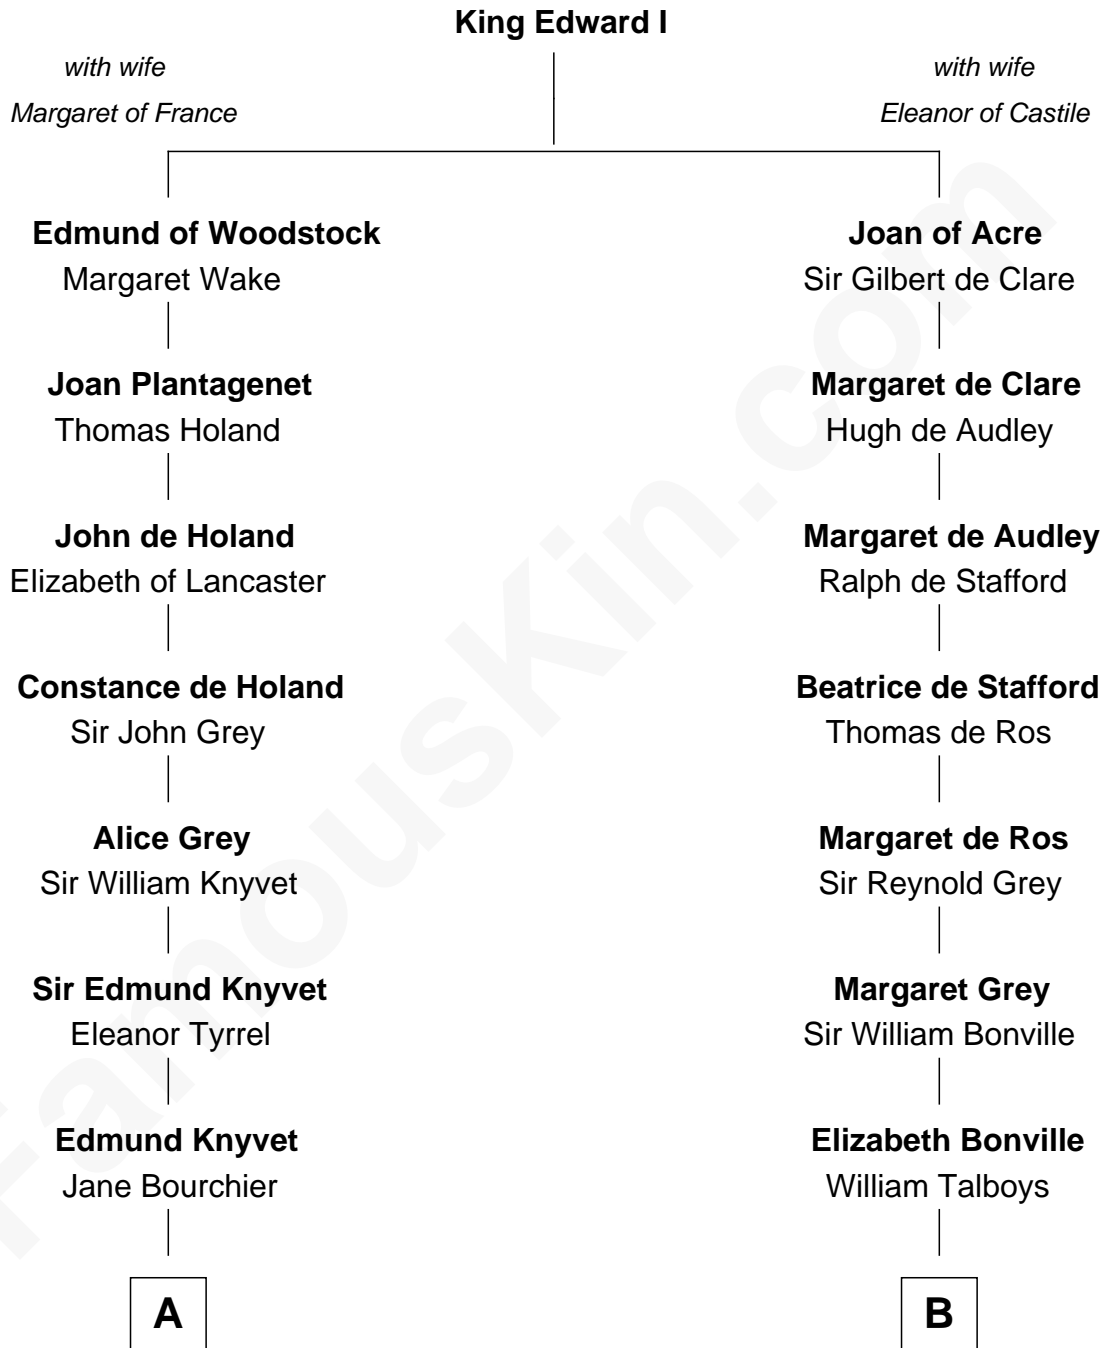 King Edward I
with wife
Margaret of France
with wife
Eleanor of Castile
Edmund of Woodstock
Margaret Wake
Joan of Acre
Sir Gilbert de Clare
Joan Plantagenet
Thomas Holand
Margaret de Clare
Hugh de Audley
John de Holand
Elizabeth of Lancaster
Margaret de Audley
Ralph de Stafford
Constance de Holand
Sir John Grey
Beatrice de Stafford
Thomas de Ros
Alice Grey
Sir William Knyvet
Margaret de Ros
Sir Reynold Grey
Sir Edmund Knyvet
Eleanor Tyrrel
Margaret Grey
Sir William Bonville
Edmund Knyvet
Jane Bourchier
Elizabeth Bonville
William Talboys
A
B
FamousKin.com